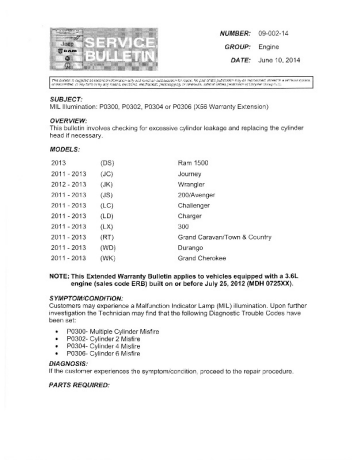 SERVICE
BULLETIN
NUMBER: 09-002-14
GROUP: Engine
DATE: June 10, 2014
SUBJECT:
MIL Illumination: P0300, P0302, P0304 or P0306 (X56 Warranty Extension)
OVERVIEW:
This bulletin involves checking for excessive cylinder leakage and replacing the cylinder
head if necessary.
MODELS:
2013 (DS) Ram 1500
2011 - 2013 (JC) Journey
2012 - 2013 (JK) Wrangler
2011 - 2013 (JS) 200/Avenger
2011 - 2013 (LC) Challenger
2011 - 2013 (LD) Charger
2011 - 2013 (LX) 300
2011 - 2013 (RT) Grand Caravan/Town & Country
2011 - 2013 (WD) Durango
2011 - 2013 (WK) Grand Cherokee
NOTE: This Extended Warranty Bulletin applies to vehicles equipped with a 3.6L
engine (sales code ERB) built on or before July 25, 2012 (MDH 0725XX).
SYMPTOM/CONDITION:
Customers may experience a Malfunction Indicator Lamp (MIL) illumination. Upon further
investigation the Technician may find that the following Diagnostic Trouble Codes have
been set:
• P0300- Multiple Cylinder Misfire
• P0302- Cylinder 2 Misfire
• P0304- Cylinder 4 Misfire
• P0306- Cylinder 6 Misfire
DIAGNOSIS:
If the customer experiences the symptom/condition, proceed to the repair procedure.
PARTS REQUIRED: